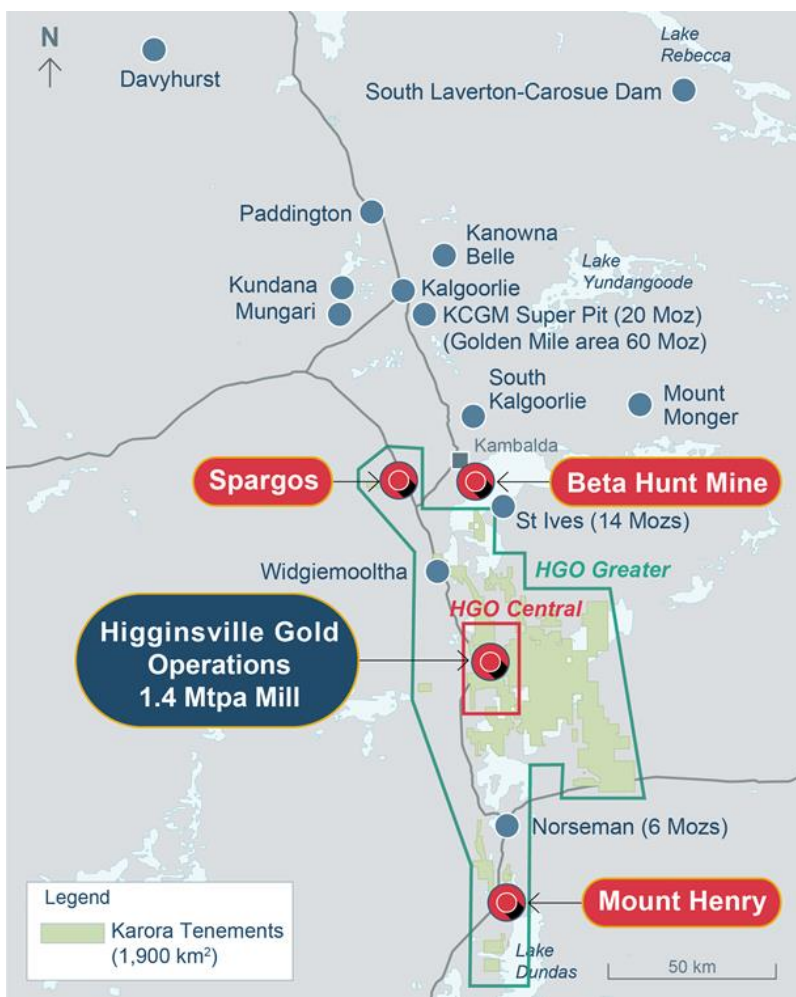 N
Davyhurst
Lake
Rebecca
South Laverton-Carosue Dam
Paddington
Kanowna
Belle
Lake
Yundangoode
Kundana
Kalgoorlie
Mungari
KCGM Super Pit (20 Moz)
(Golden Mile area 60 Moz)
South
Kalgoorlie
Mount
Monger
Kambalda
Spargos
Beta Hunt Mine
St Ives (14 Mozs)
Widgiemooltha
HGO Greater
HGO Central
Higginsville Gold
Operations
1.4 Mtpa Mill
Norseman (6 Mozs)
Mount Henry
Legend
Karora Tenements
(1,900 km²)
Lake
Dundas
50 km